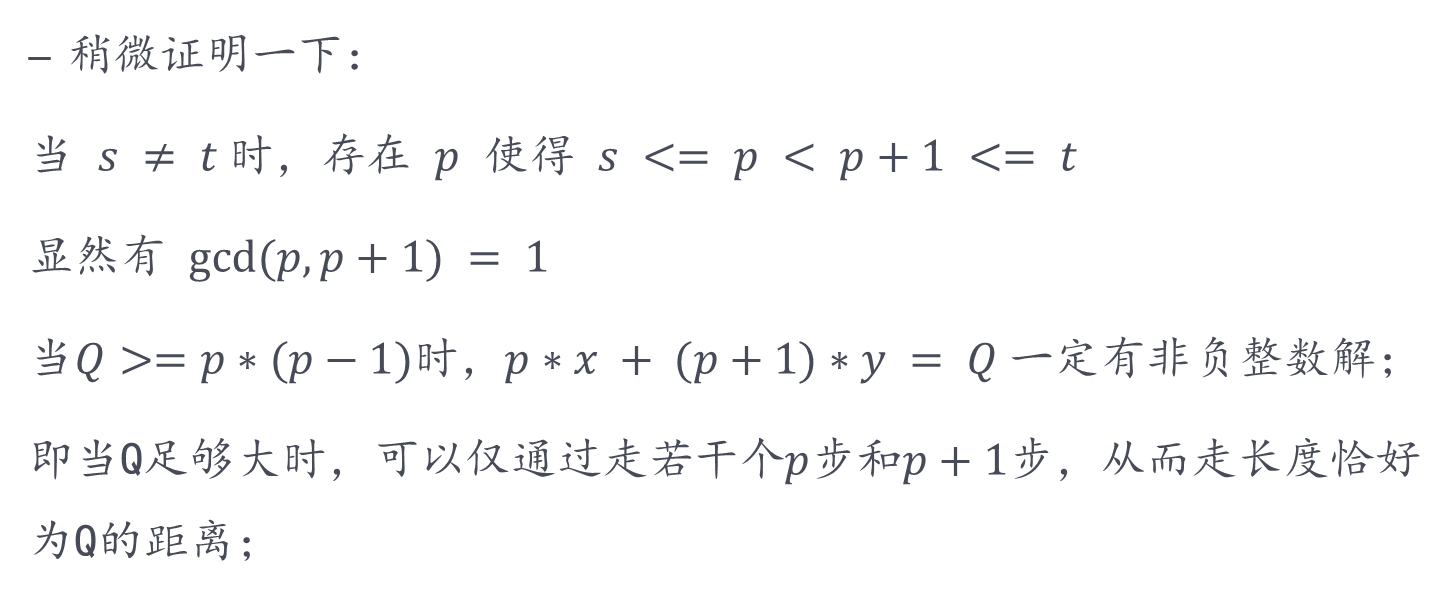 – 稍微证明一下：
当 s ≠ t 时，存在 p 使得 s <= p < p + 1 <= t
显然有 gcd(p, p + 1) = 1
当Q >= p ∗ (p − 1)时，p ∗ x + (p + 1) ∗ y = Q 一定有非负整数解；
即当Q足够大时，可以仅通过走若干个p步和p + 1步，从而走长度恰好
为Q的距离；